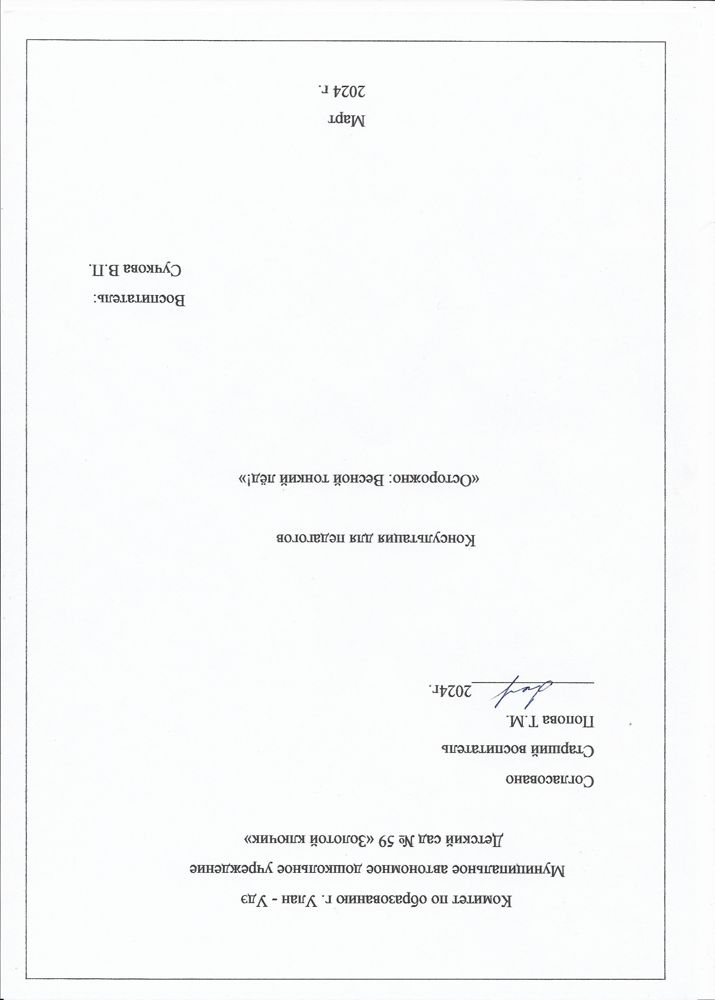 Комитет по образованию г. Улан - Удэ
Муниципальное автономное дошкольное учреждение
Детский сад № 59 «Золотой ключик»
Согласовано
Старший воспитатель
Попова Т.М.
____________2024г.
Консультация для педагогов
«Осторожно: Весной тонкий лёд!»
Воспитатель:
Сучкова В.П.
Март
2024 г.